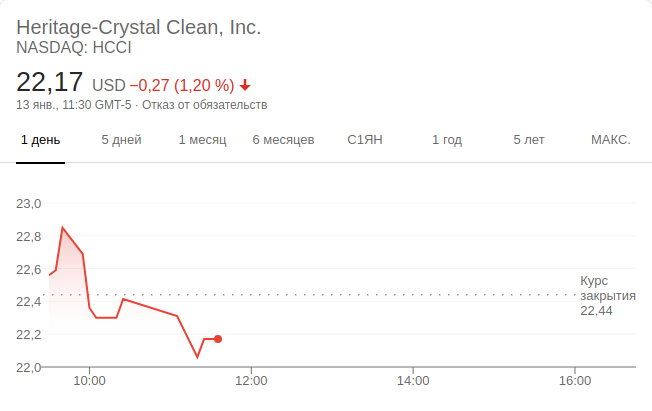 Heritage-Crystal Clean, Inc.
NASDAQ: HCCI
22,17 USD −0,27 (1,20 %)
13 янв., 11:30 GMT-5 · Отказ от обязательств
1 день 5 дней 1 месяц 6 месяцев С1ЯН 1 год 5 лет МАКС.
23,0
22,8
22,6
22,4
22,2
22,0
Курс
закрытия
22,44
10:00 12:00 14:00 16:00